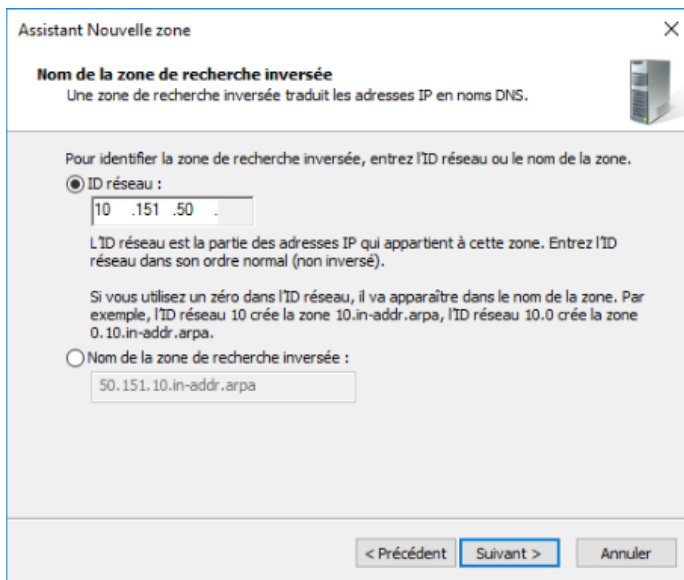 Assistant Nouvelle zone
Nom de la zone de recherche inversée
Une zone de recherche inversée traduit les adresses IP en noms DNS.
Pour identifier la zone de recherche inversée, entrez l'ID réseau ou le nom de la zone.
ID réseau :
10 .151 .50 .
L'ID réseau est la partie des adresses IP qui appartient à cette zone. Entrez l'ID
réseau dans son ordre normal (non inversé).
Si vous utilisez un zéro dans l'ID réseau, il va apparaître dans le nom de la zone. Par
exemple, l'ID réseau 10 crée la zone 10.in-addr.arpa, l'ID réseau 10.0 crée la zone
0.10.in-addr.arpa.
Nom de la zone de recherche inversée :
50.151.10.in-addr.arpa
< Précédent Suivant > Annuler